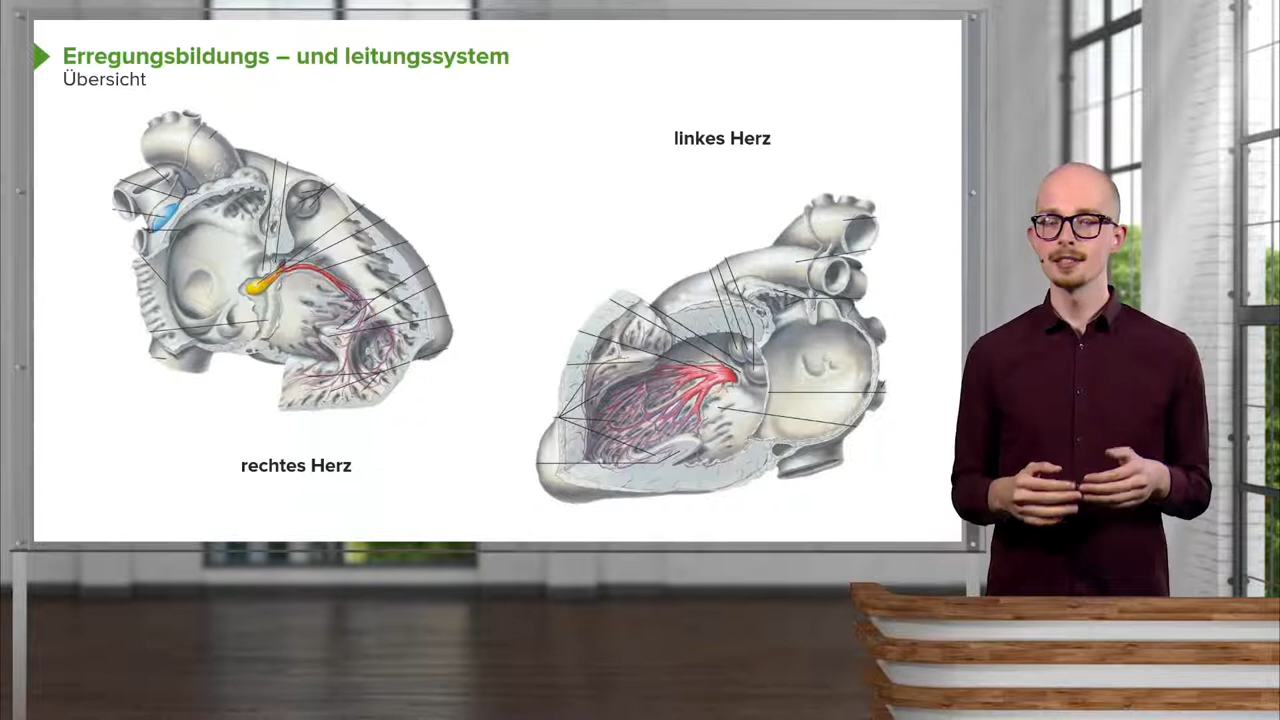 Erregungsbildungs – und leitungssystem
Übersicht
linkes Herz
rechtes Herz